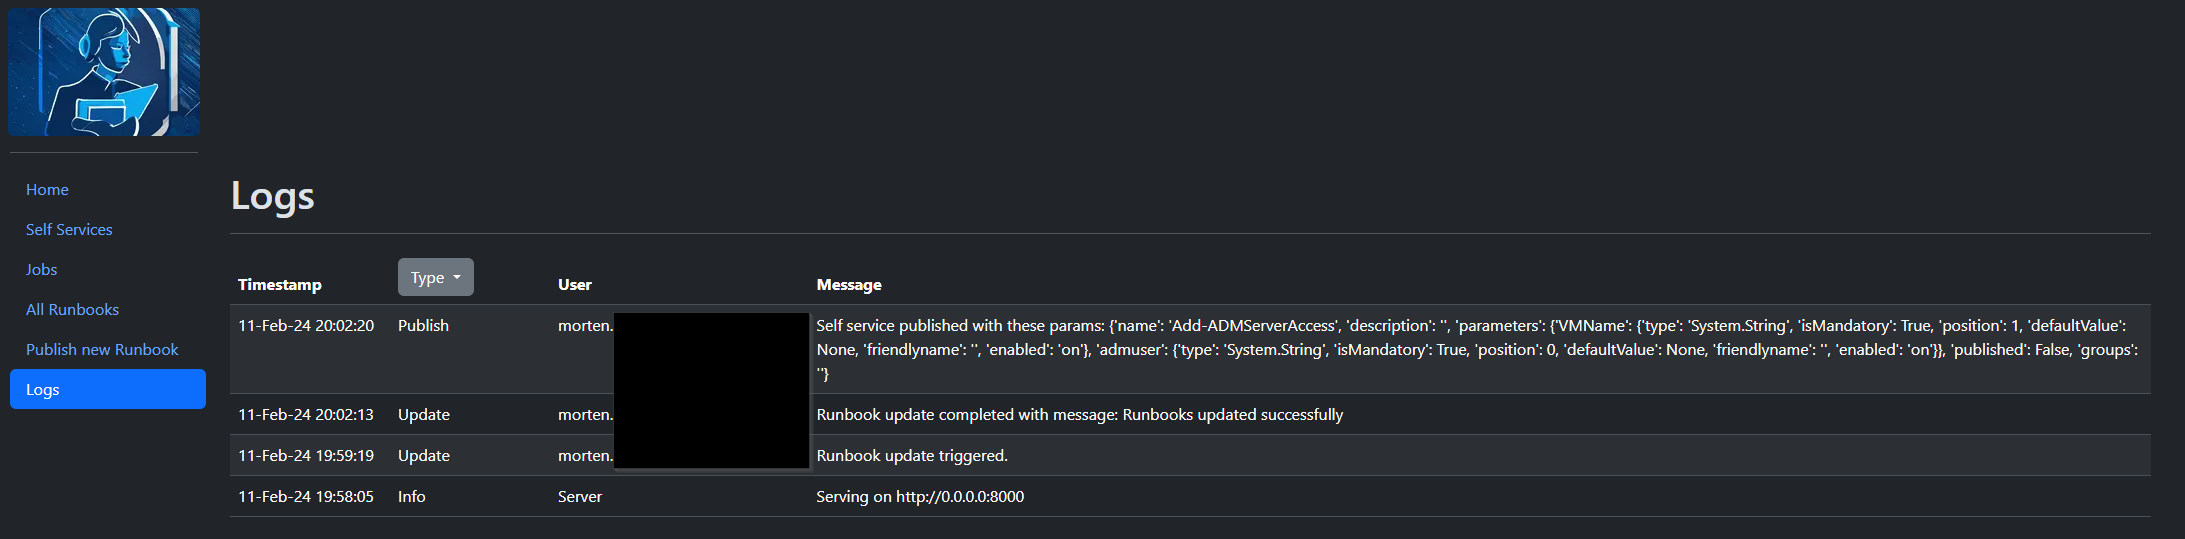 Home
Self Services
Jobs
All Runbooks
Publish new Runbook
Logs
Logs
Timestamp Type User Message
11-Feb-24 20:02:20 Publish morten. Self service published with these params: {'name': 'Add-ADMServerAccess', 'description': '', 'parameters': {'VMName': {'type': 'System.String', 'isMandatory': True, 'position': 1, 'defaultValue':
None, 'friendlyname': '', 'enabled': 'on'}, 'admuser': {'type': 'System.String', 'isMandatory': True, 'position': 0, 'defaultValue': None, 'friendlyname': '', 'enabled': 'on'}}, 'published': False, 'groups':
''}
11-Feb-24 20:02:13 Update morten. Runbook update completed with message: Runbooks updated successfully
11-Feb-24 19:59:19 Update morten. Runbook update triggered.
11-Feb-24 19:58:05 Info Server Serving on http://0.0.0.0:8000